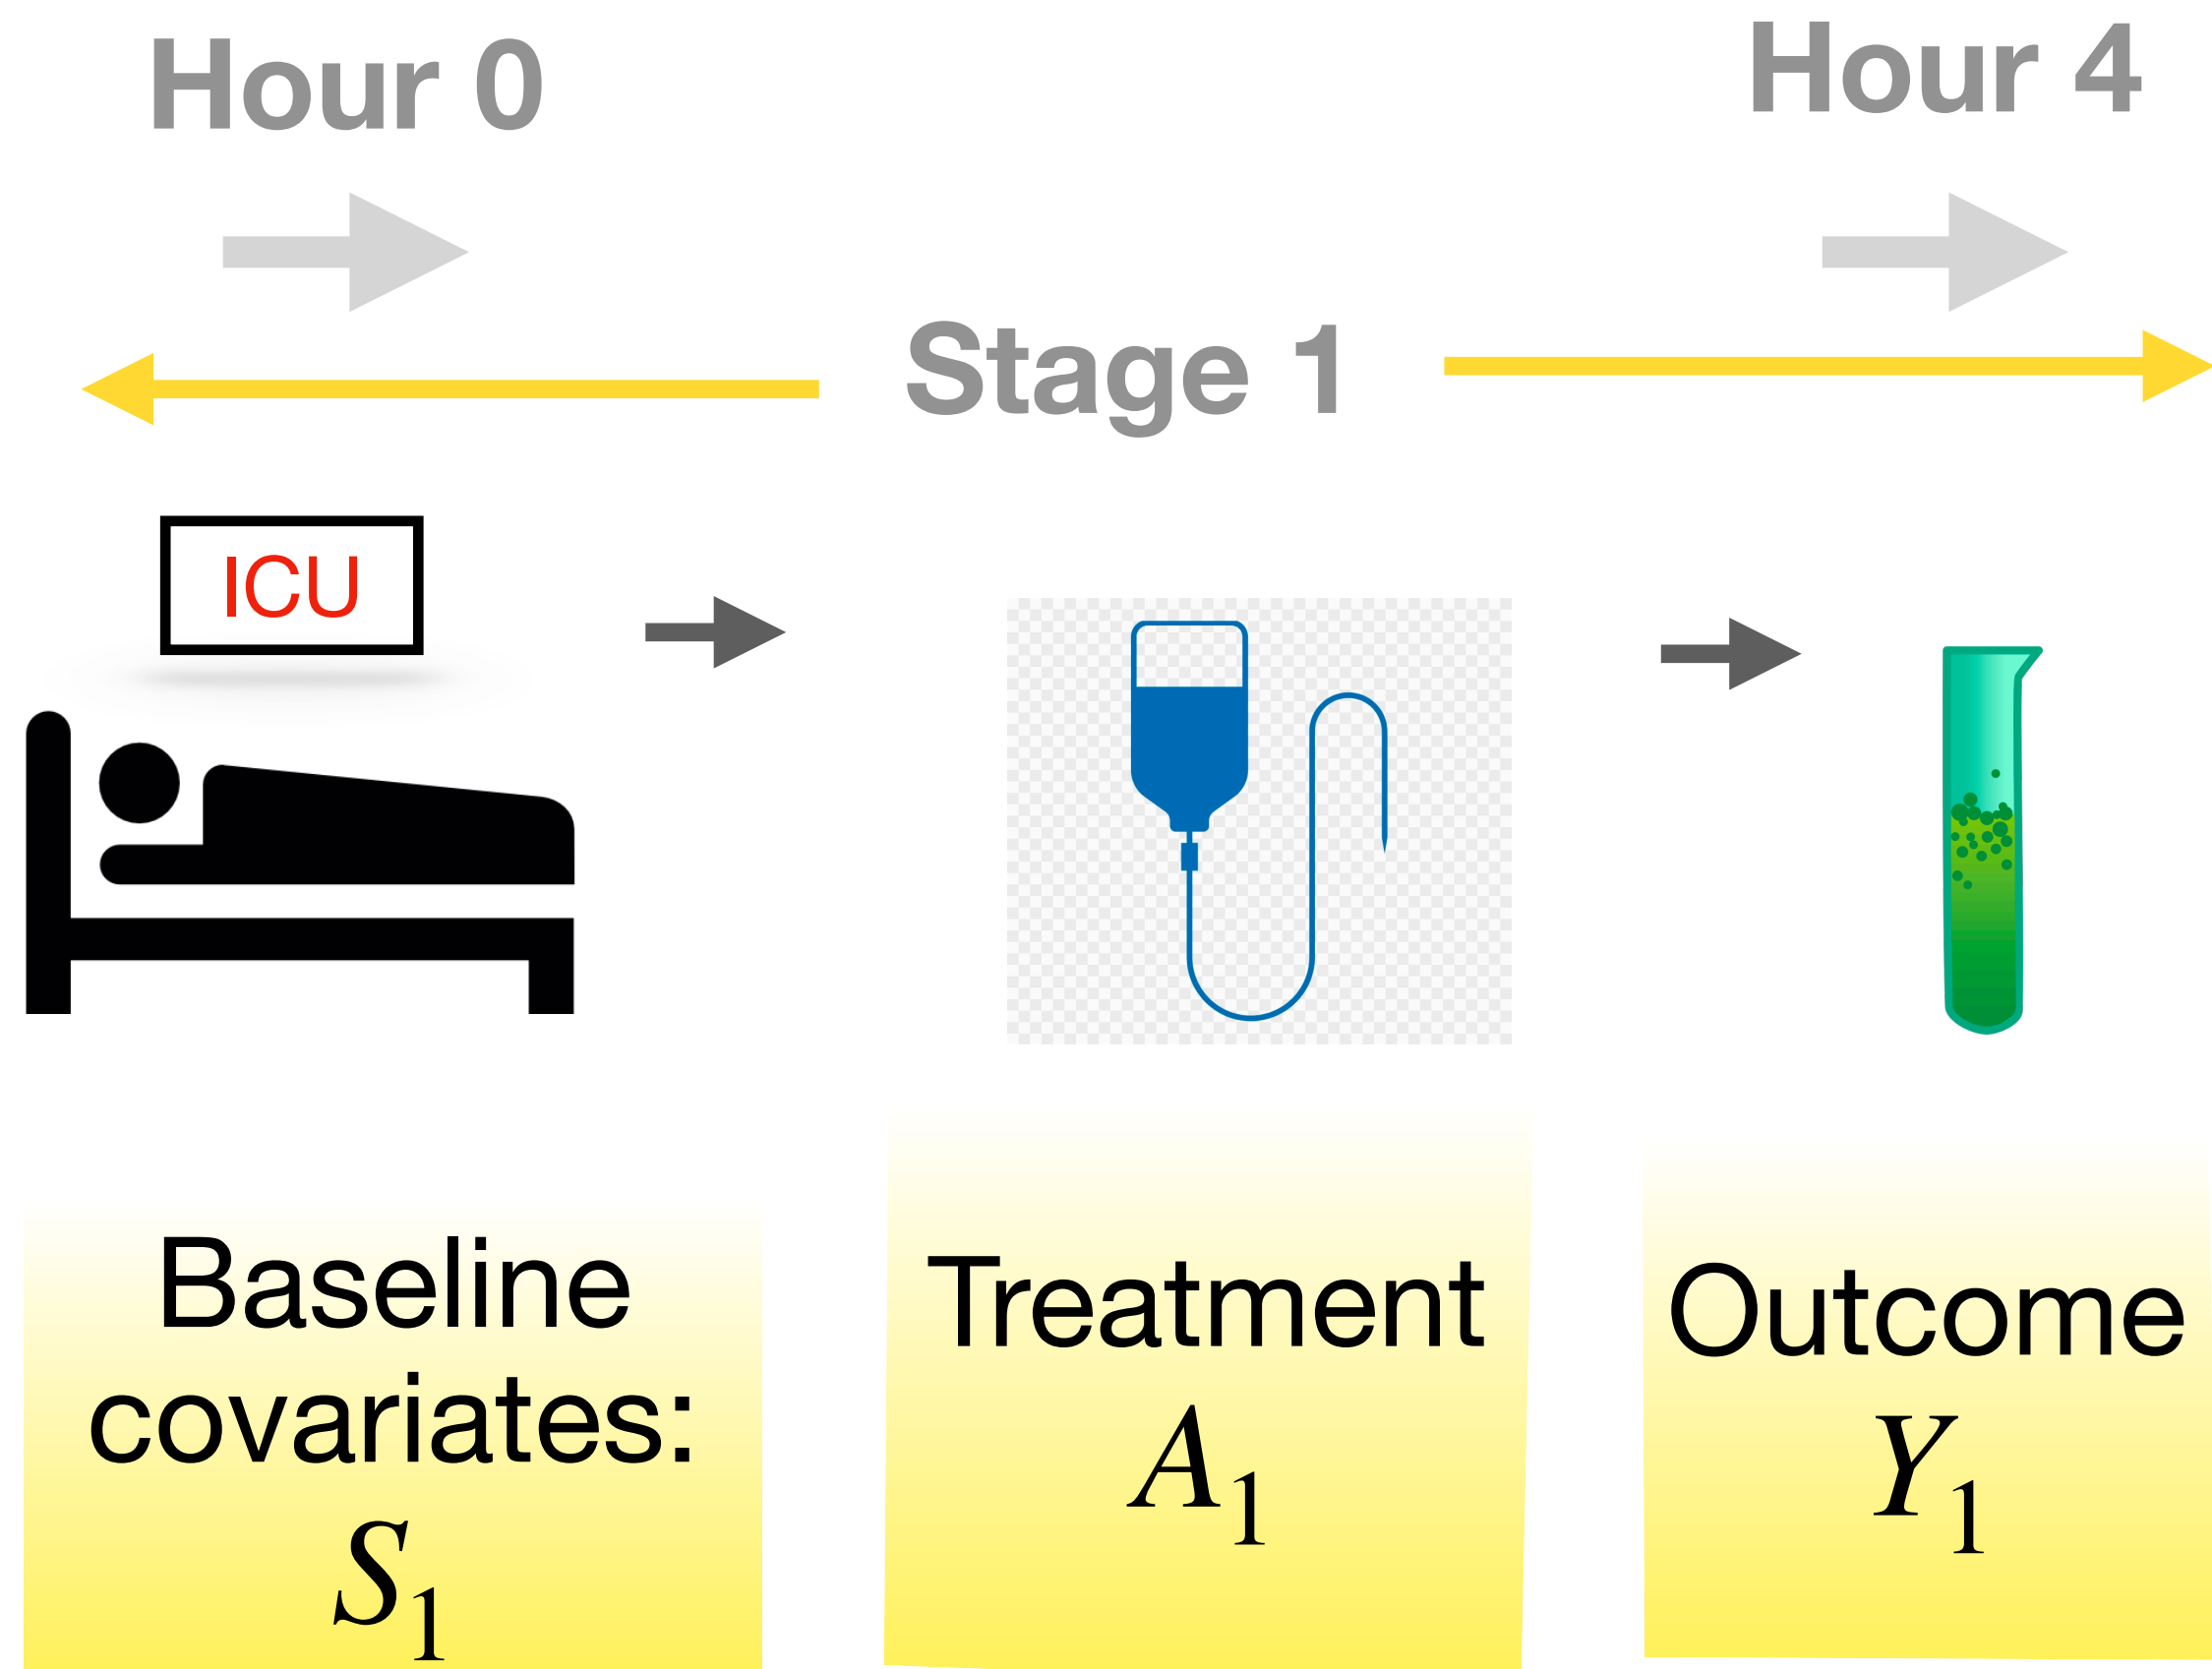 Hour 0
Hour 4
Stage 1
ICU
Baseline
covariates:
S₁
Treatment
A₁
Outcome
Y₁